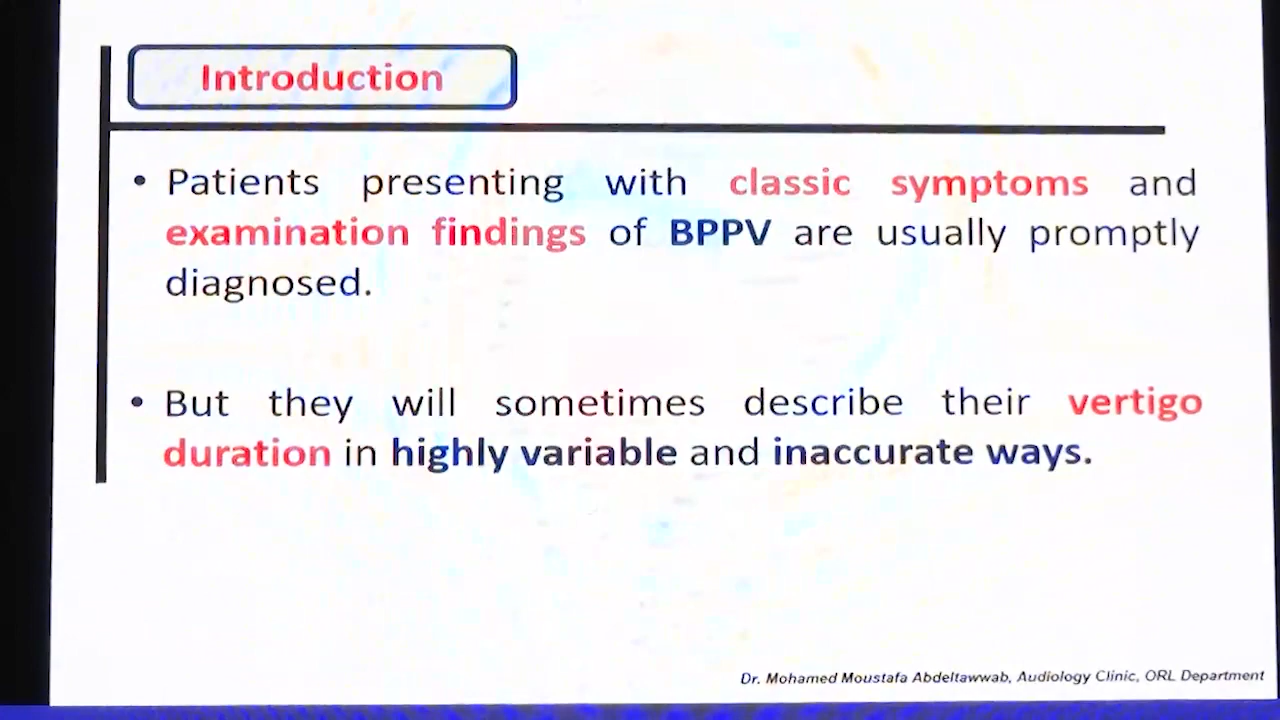 Introduction
• Patients presenting with classic symptoms and
examination findings of BPPV are usually promptly
diagnosed.
• But they will sometimes describe their vertigo
duration in highly variable and inaccurate ways.
Dr. Mohamed Moustafa Abdeltawwab, Audiology Clinic, ORL Department